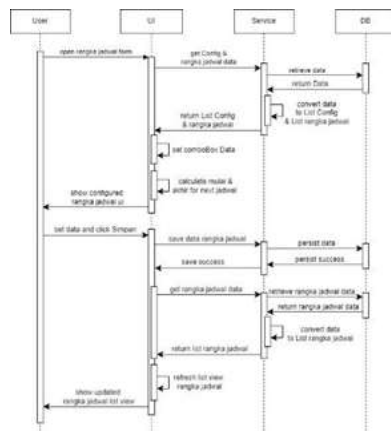 User
UI
Service
DB
open rangka jadwal form
get Config &
rangka jadwal data
retrieve data
return Data
convert data
to List Config
& List rangka jadwal
return List Config
& rangka jadwal
set comboBox Data
calculate mulai &
akhir for next jadwal
show configured
rangka jadwal ui
set data and click Simpan
save data rangka jadwal
persist data
persist success
save success
get rangka jadwal data
retrieve rangka jadwal data
return rangka jadwal data
convert data
to List rangka jadwal
return list rangka jadwal
refresh list view
rangka jadwal
show updated
rangka jadwal list view